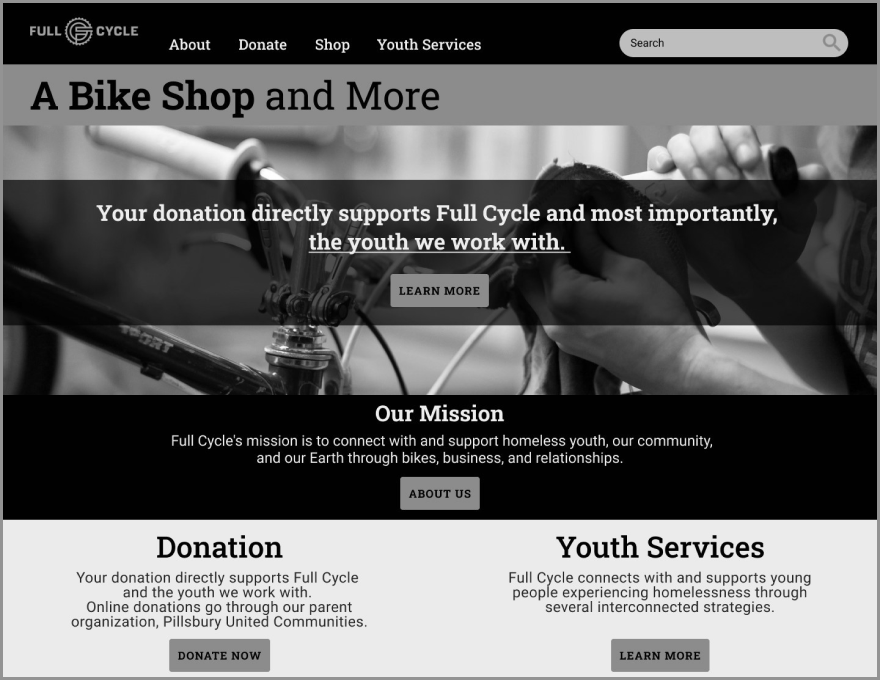 FULL CYCLE
About Donate Shop Youth Services
Search
A Bike Shop and More
Your donation directly supports Full Cycle and most importantly,
the youth we work with.
LEARN MORE
SPORT
Our Mission
Full Cycle's mission is to connect with and support homeless youth, our community,
and our Earth through bikes, business, and relationships.
ABOUT US
Donation
Your donation directly supports Full Cycle
and the youth we work with.
Online donations go through our parent
organization, Pillsbury United Communities.
DONATE NOW
Youth Services
Full Cycle connects with and supports young
people experiencing homelessness through
several interconnected strategies.
LEARN MORE